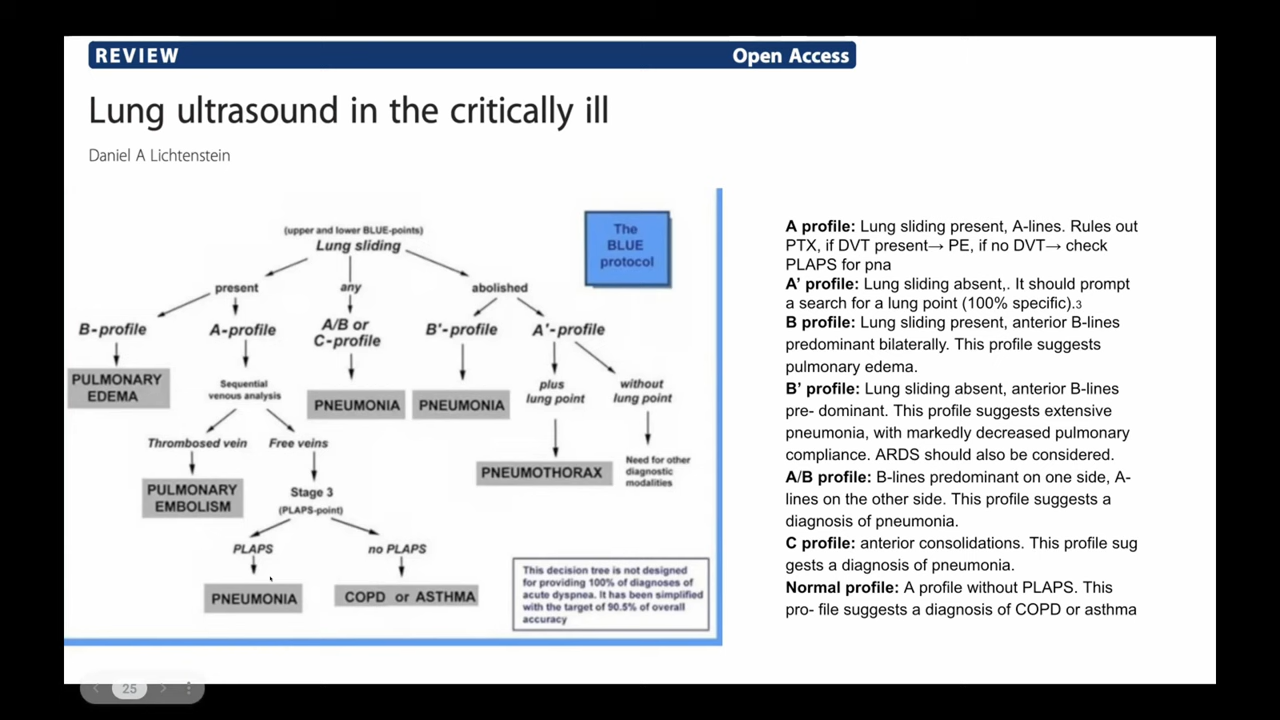 REVIEW
Open Access
Lung ultrasound in the critically ill
Daniel A Lichtenstein
(upper and lower BLUE-points)
Lung sliding
The
BLUE
protocol
present
any
abolished
B-profile
A-profile
A/B or
C-profile
B'-profile
A'-profile
PULMONARY
EDEMA
Sequential
venous analysis
PNEUMONIA
PNEUMONIA
plus
lung point
without
lung point
Thrombosed vein
Free veins
PNEUMOTHORAX
Need for other
diagnostic
modalities
PULMONARY
EMBOLISM
Stage 3
(PLAPS-point)
PLAPS
no PLAPS
PNEUMONIA
COPD or ASTHMA
This decision tree is not designed
for providing 100% of diagnoses of
acute dyspnea. It has been simplified
with the target of 90.5% of overall
accuracy
A profile: Lung sliding present, A-lines. Rules out
PTX, if DVT present→ PE, if no DVT→ check
PLAPS for pna
A’ profile: Lung sliding absent,. It should prompt
a search for a lung point (100% specific).3
B profile: Lung sliding present, anterior B-lines
predominant bilaterally. This profile suggests
pulmonary edema.
B’ profile: Lung sliding absent, anterior B-lines
pre- dominant. This profile suggests extensive
pneumonia, with markedly decreased pulmonary
compliance. ARDS should also be considered.
A/B profile: B-lines predominant on one side, A-
lines on the other side. This profile suggests a
diagnosis of pneumonia.
C profile: anterior consolidations. This profile sug
gests a diagnosis of pneumonia.
Normal profile: A profile without PLAPS. This
pro- file suggests a diagnosis of COPD or asthma
25